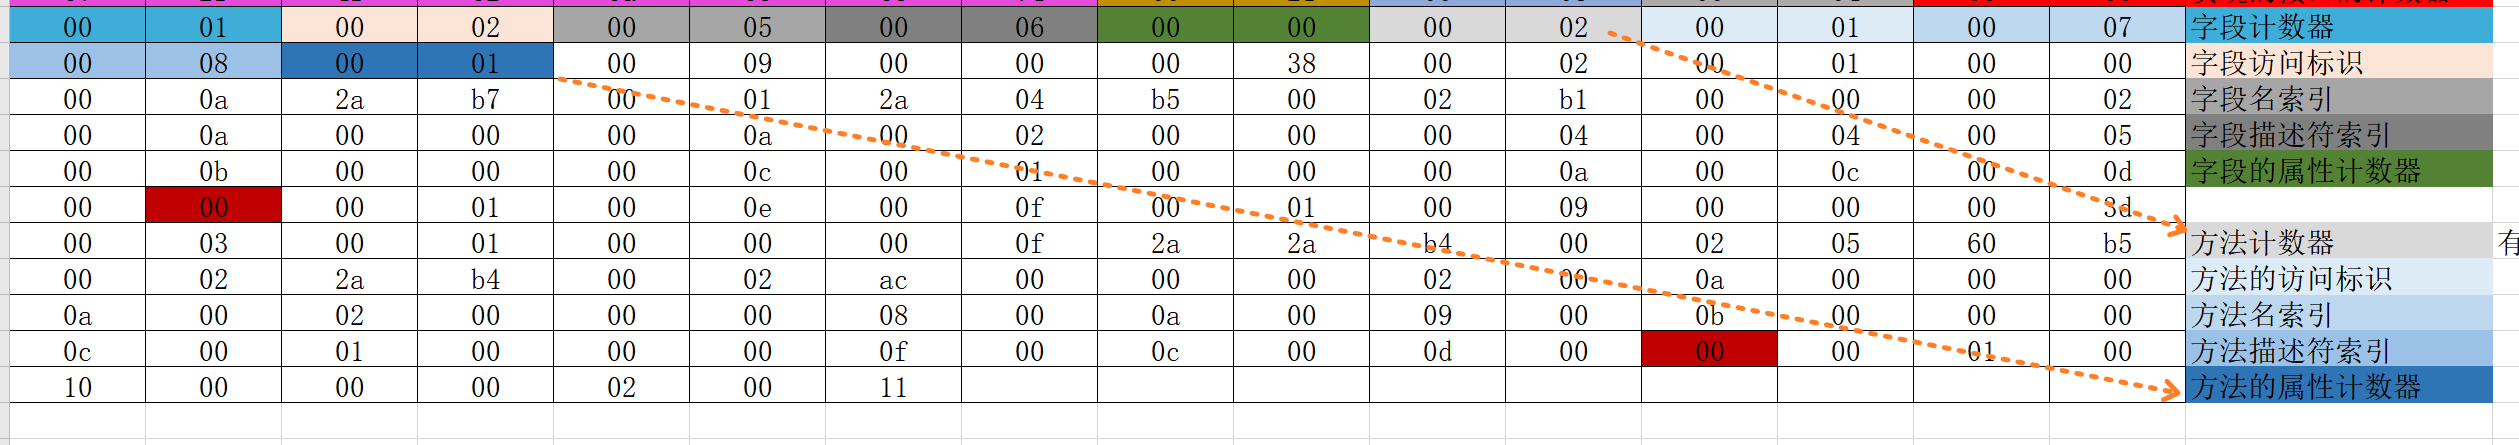 00 01 00 02 00 05 00 06 00 00 00 02 00 01 00 07 字段计数器
00 08 00 01 00 09 00 00 00 38 00 02 00 01 00 00 字段访问标识
00 0a 2a b7 00 01 2a 04 b5 00 02 b1 00 00 00 02 字段名索引
00 0a 00 00 00 0a 00 02 00 00 00 04 00 04 00 05 字段描述符索引
00 0b 00 00 00 0c 00 01 00 00 00 0a 00 0c 00 0d 字段的属性计数器
00 00 00 01 00 0e 00 0f 00 01 00 09 00 00 00 3d
00 03 00 01 00 00 00 0f 2a 2a b4 00 02 05 60 b5 方法计数器 有
00 02 2a b4 00 02 ac 00 00 00 02 00 0a 00 00 00 方法的访问标识
0a 00 02 00 00 00 08 00 0a 00 09 00 0b 00 00 00 方法名索引
0c 00 01 00 00 00 0f 00 0c 00 0d 00 00 00 01 00 方法描述符索引
10 00 00 00 02 00 11 方法的属性计数器